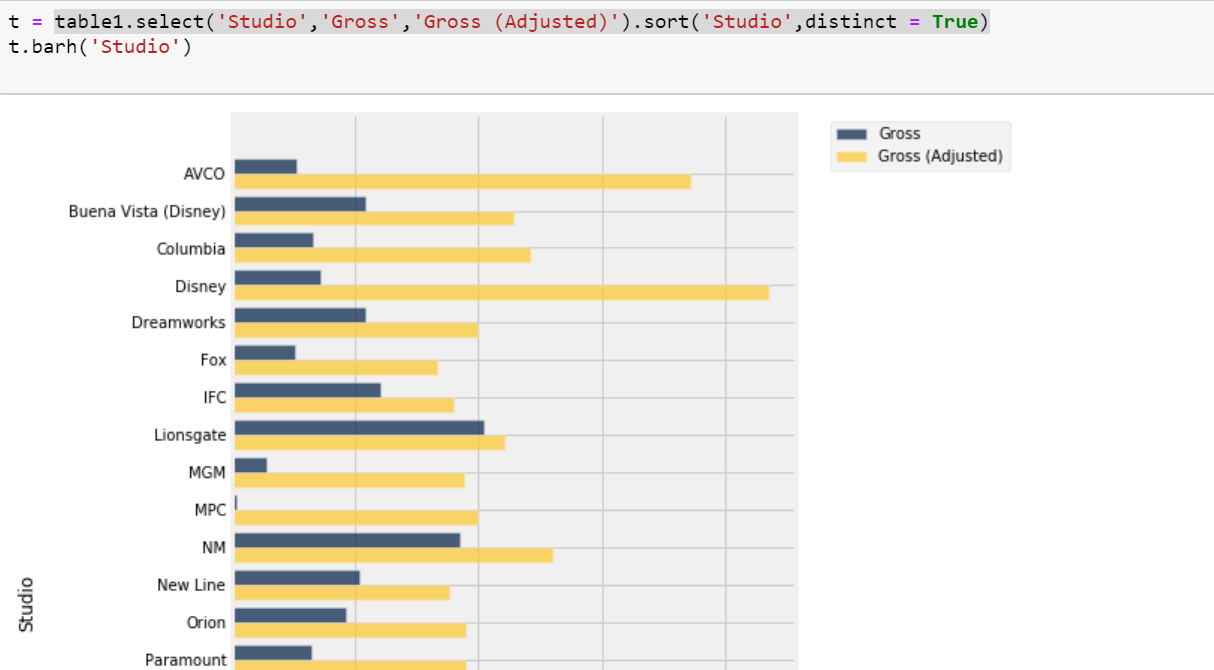 t = table1.select('Studio','Gross','Gross (Adjusted)').sort('Studio',distinct = True)
t.barh('Studio')
Gross
Gross (Adjusted)
AVCO
Buena Vista (Disney)
Columbia
Disney
Dreamworks
Fox
IFC
Lionsgate
MGM
MPC
NM
New Line
Orion
Paramount
Studio